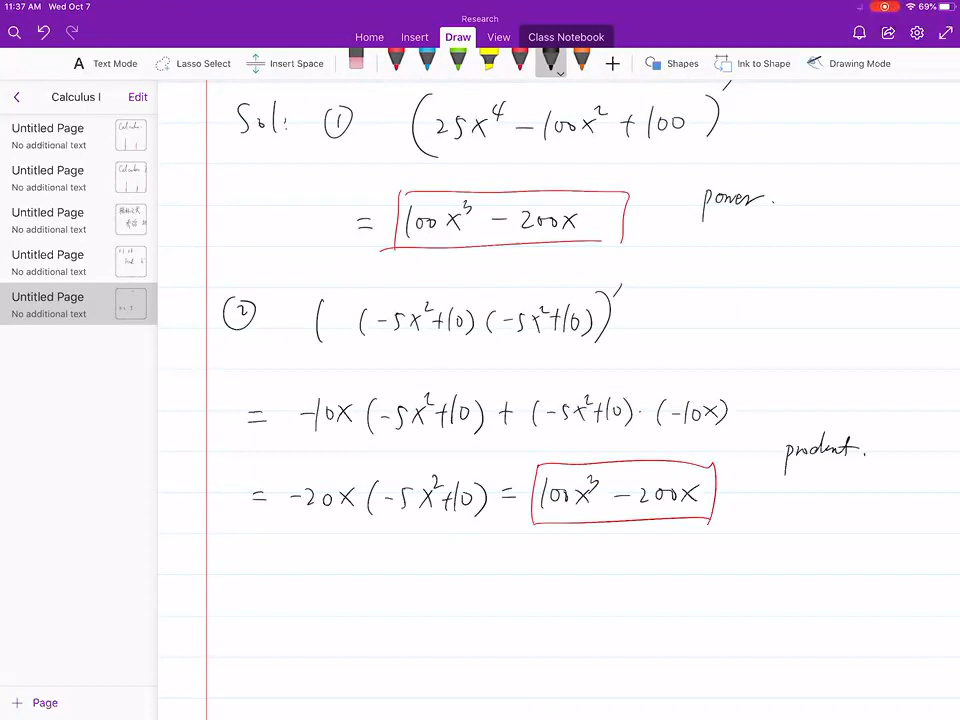 11:37 AM Wed Oct 7
69%
Research
Home Insert Draw View Class Notebook
A Text Mode Lasso Select Insert Space Shapes Ink to Shape Drawing Mode
Calculus I Edit
Untitled Page
No additional text
Untitled Page
No additional text
Untitled Page
No additional text
Untitled Page
No additional text
Untitled Page
No additional text
+ Page
Sol: ① (25x⁴ - 100x² + 100)′
= 100x³ - 200x
power.
② ((-5x²+10)(-5x²+10))′
= -10x(-5x²+10) + (-5x²+10)·(-10x)
product.
= -20x(-5x²+10) = 100x³ - 200x